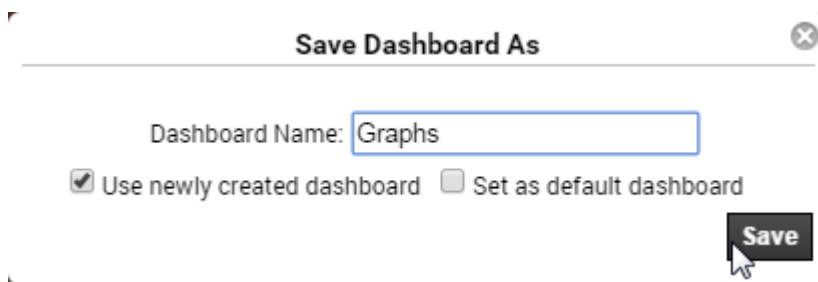 Save Dashboard As
Dashboard Name: Graphs
Use newly created dashboard Set as default dashboard
Save